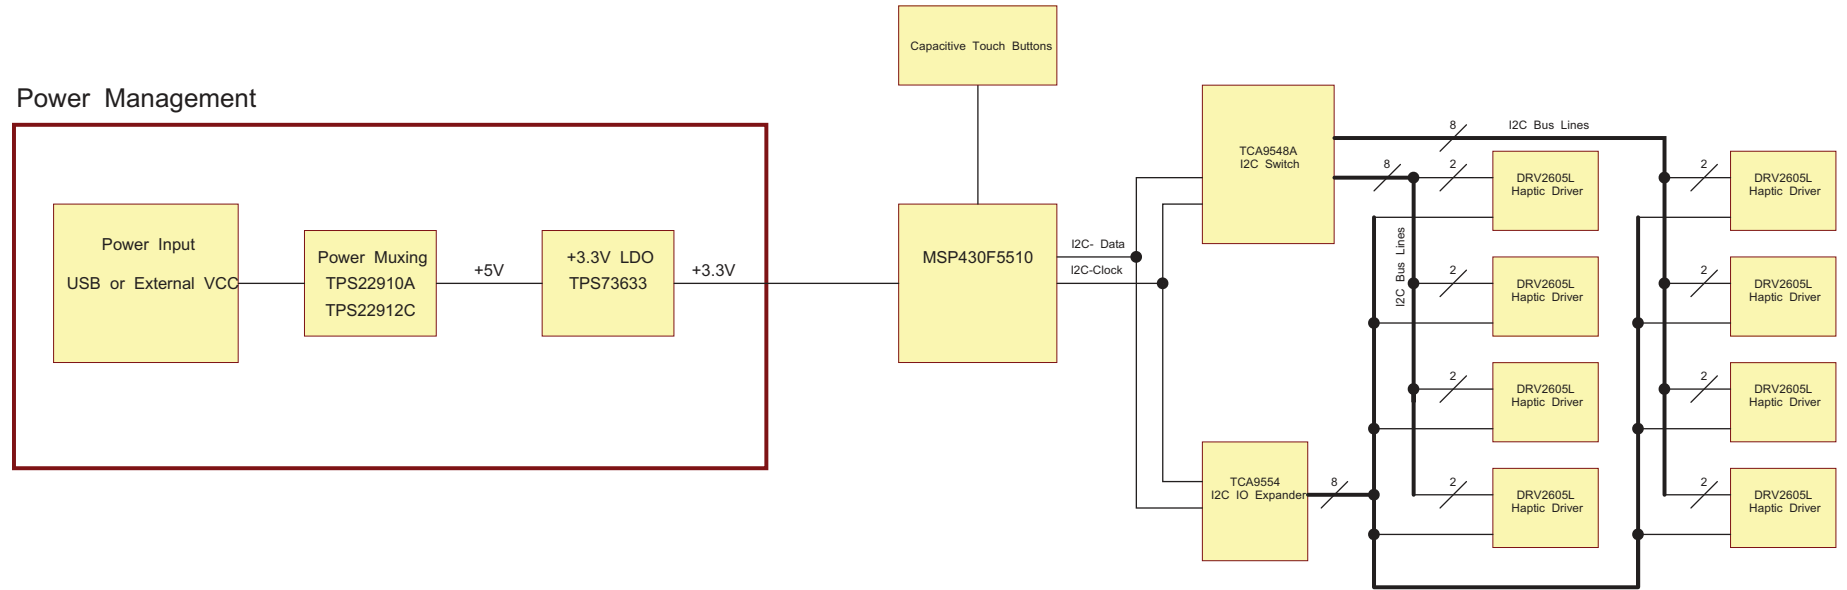 Capacitive Touch Buttons
Power Management
Power Input
USB or External VCC
Power Muxing
TPS22910A
TPS22912C
+5V
+3.3V LDO
TPS73633
+3.3V
MSP430F5510
I2C- Data
I2C-Clock
TCA9548A
I2C Switch
TCA9554
I2C IO Expander
8
8
I2C Bus Lines
8
I2C Bus Lines
2
DRV2605L
Haptic Driver
2
DRV2605L
Haptic Driver
2
DRV2605L
Haptic Driver
2
DRV2605L
Haptic Driver
2
DRV2605L
Haptic Driver
2
DRV2605L
Haptic Driver
2
DRV2605L
Haptic Driver
2
DRV2605L
Haptic Driver